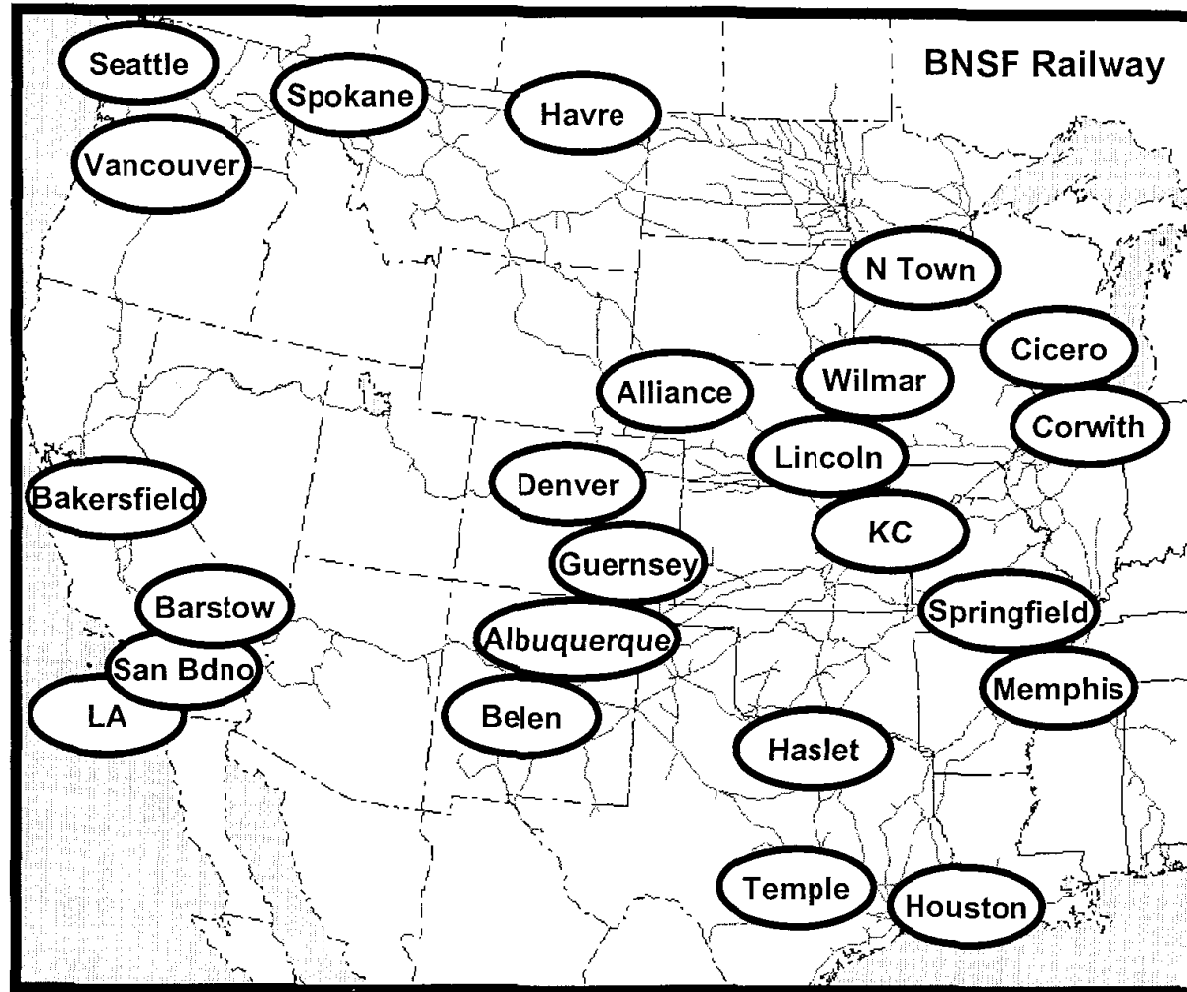 BNSF Railway
Seattle
Spokane
Havre
Vancouver
N Town
Cicero
Wilmar
Alliance
Corwith
Lincoln
Denver
Bakersfield
KC
Guernsey
Barstow
Springfield
Albuquerque
San Bdno
Memphis
LA
Belen
Haslet
Temple
Houston